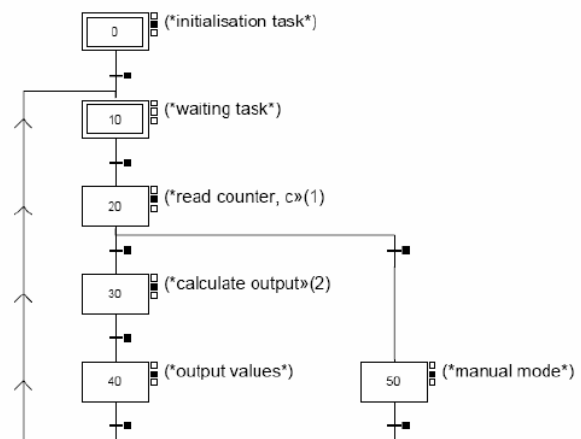 0 (*initialisation task*)
10 (*waiting task*)
20 (*read counter, c»(1)
30 (*calculate output»(2)
40 (*output values*)
50 (*manual mode*)